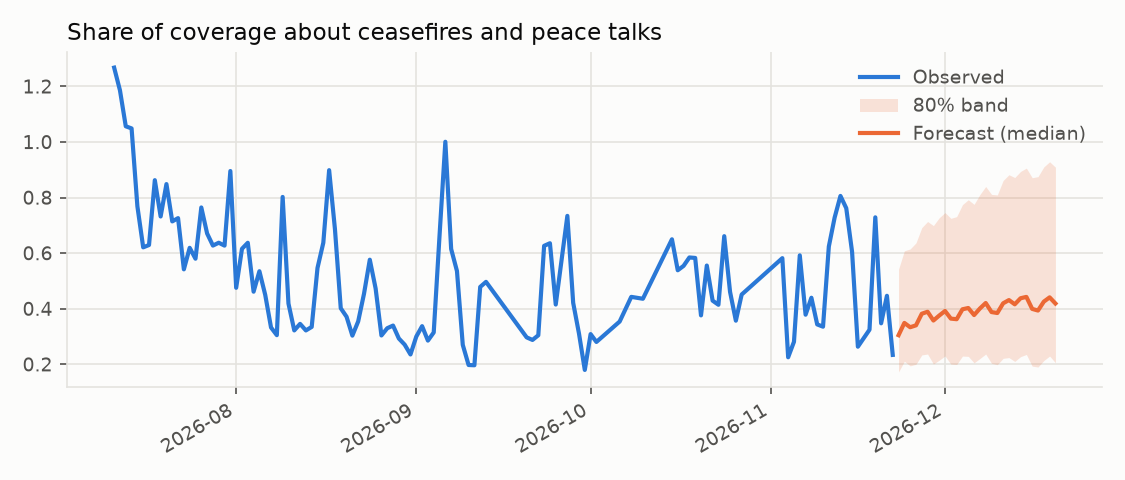 Share of coverage about ceasefires and peace talks
Observed
80% band
Forecast (median)
1.2
1.0
0.8
0.6
0.4
0.2
2026-08
2026-09
2026-10
2026-11
2026-12